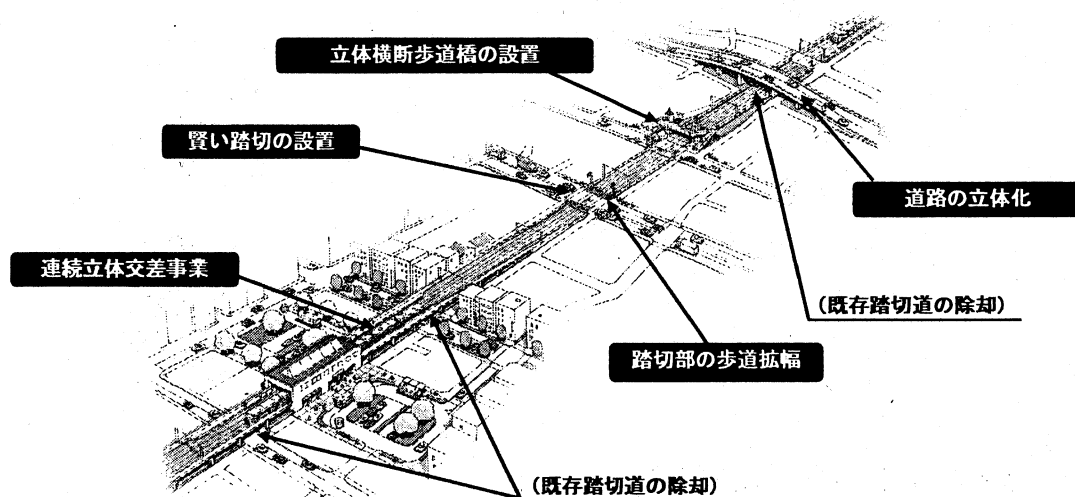 立体横断歩道橋の設置
賢い踏切の設置
道路の立体化
連続立体交差事業
(既存踏切道の除却)
踏切部の歩道拡幅
(既存踏切道の除却)